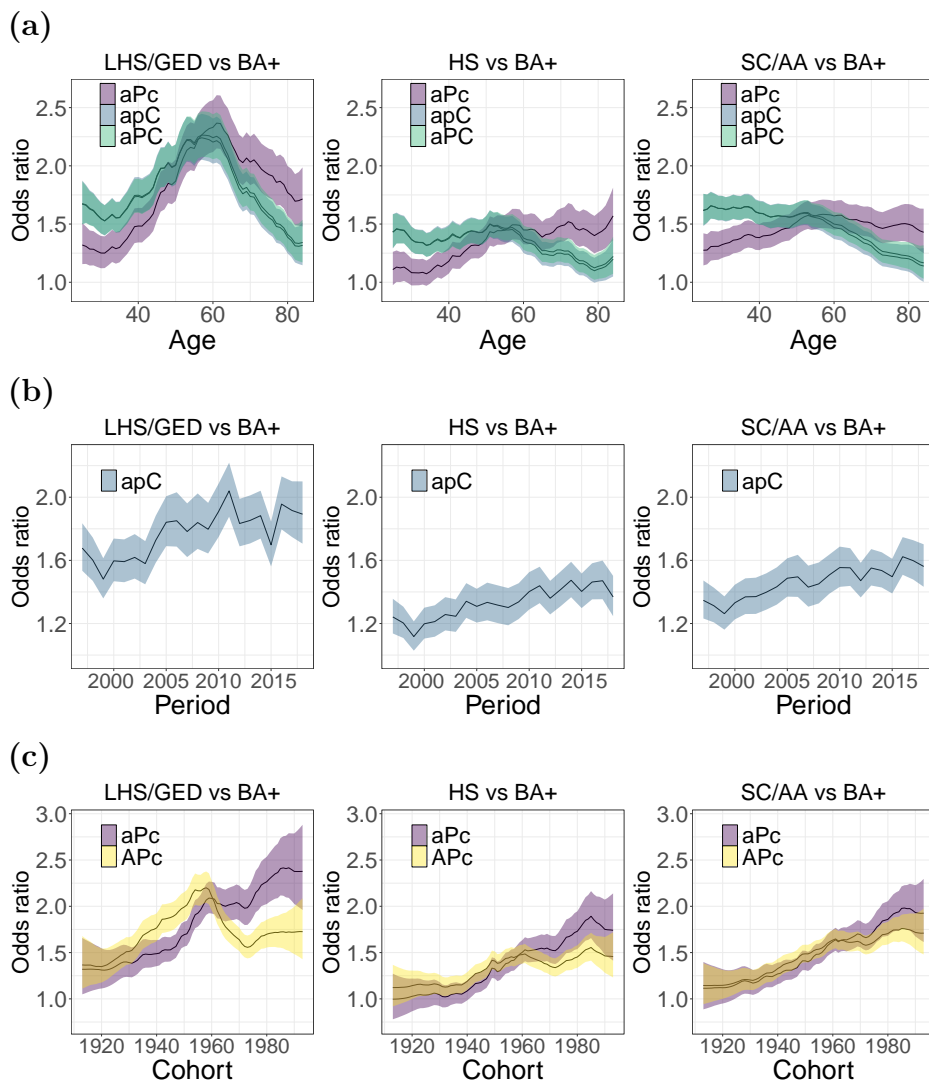 (a)
LHS/GED vs BA+ HS vs BA+ SC/AA vs BA+
aPc
apC
aPC
aPc
apC
aPC
aPc
apC
aPC
Odds ratio
2.5
2.0
1.5
1.0
Odds ratio
2.5
2.0
1.5
1.0
Odds ratio
2.5
2.0
1.5
1.0
40 60 80 40 60 80 40 60 80
Age Age Age
(b)
LHS/GED vs BA+ HS vs BA+ SC/AA vs BA+
apC apC apC
Odds ratio
2.0
1.6
1.2
Odds ratio
2.0
1.6
1.2
Odds ratio
2.0
1.6
1.2
2000 2005 2010 2015 2000 2005 2010 2015 2000 2005 2010 2015
Period Period Period
(c)
LHS/GED vs BA+ HS vs BA+ SC/AA vs BA+
aPc
APc
aPc
APc
aPc
APc
Odds ratio
3.0
2.5
2.0
1.5
1.0
Odds ratio
3.0
2.5
2.0
1.5
1.0
Odds ratio
3.0
2.5
2.0
1.5
1.0
1920 1940 1960 1980 1920 1940 1960 1980 1920 1940 1960 1980
Cohort Cohort Cohort